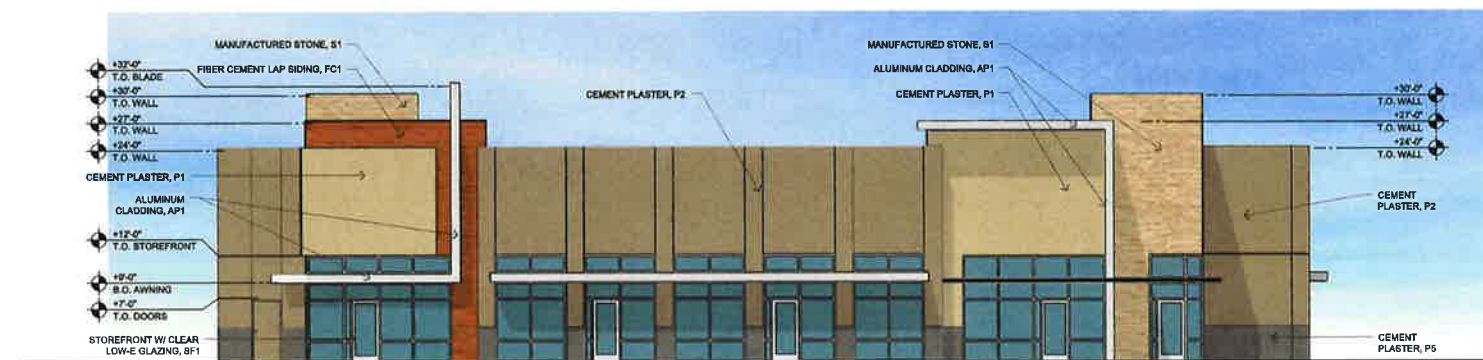 MANUFACTURED STONE, S1
FIBER CEMENT LAP SIDING, FC1
+32'-0"
T.O. BLADE
+30'-0"
T.O. WALL
+27'-0"
T.O. WALL
+24'-0"
T.O. WALL
CEMENT PLASTER, P1
ALUMINUM
CLADDING, AP1
+12'-0"
T.O. STOREFRONT
+9'-0"
B.O. AWNING
+7'-0"
T.O. DOORS
STOREFRONT W/ CLEAR
LOW-E GLAZING, SF1
CEMENT PLASTER, P2
MANUFACTURED STONE, S1
ALUMINUM CLADDING, AP1
CEMENT PLASTER, P1
+30'-0"
T.O. WALL
+27'-0"
T.O. WALL
+24'-0"
T.O. WALL
CEMENT
PLASTER, P2
CEMENT
PLASTER, P5